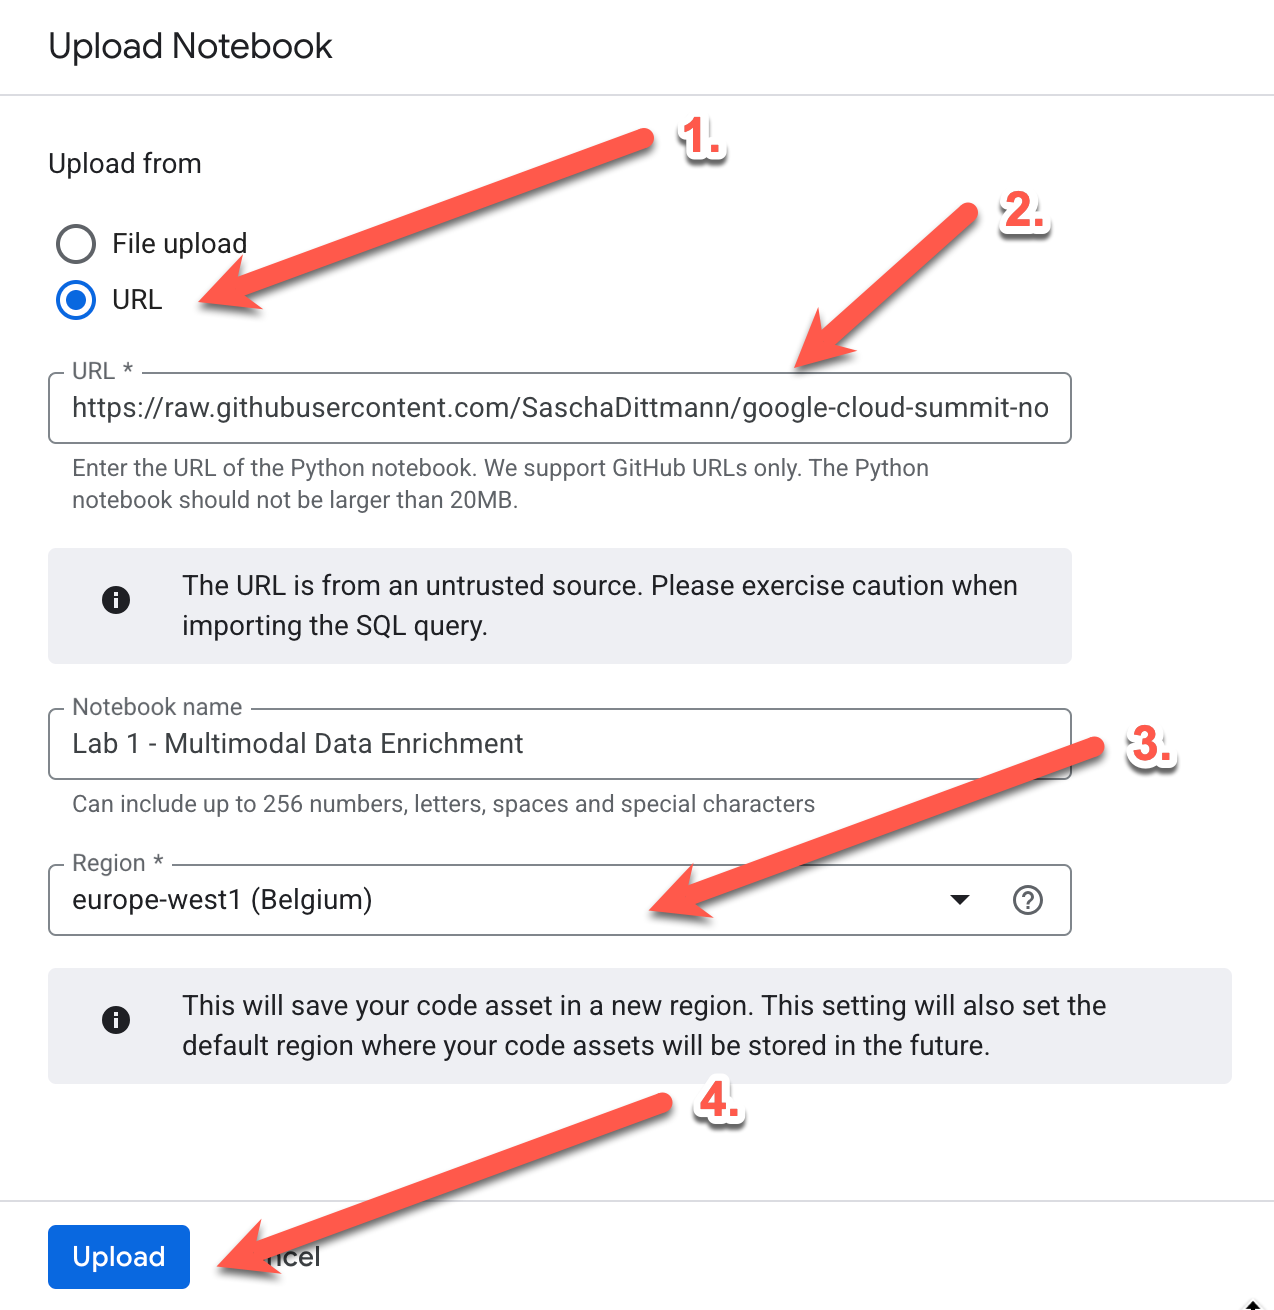 Upload Notebook
1.
Upload from
2.
File upload
URL
URL *
https://raw.githubusercontent.com/SaschaDittmann/google-cloud-summit-no
Enter the URL of the Python notebook. We support GitHub URLs only. The Python
notebook should not be larger than 20MB.
The URL is from an untrusted source. Please exercise caution when
importing the SQL query.
Notebook name
Lab 1 - Multimodal Data Enrichment
3.
Can include up to 256 numbers, letters, spaces and special characters
Region *
europe-west1 (Belgium)
This will save your code asset in a new region. This setting will also set the
default region where your code assets will be stored in the future.
4.
Upload